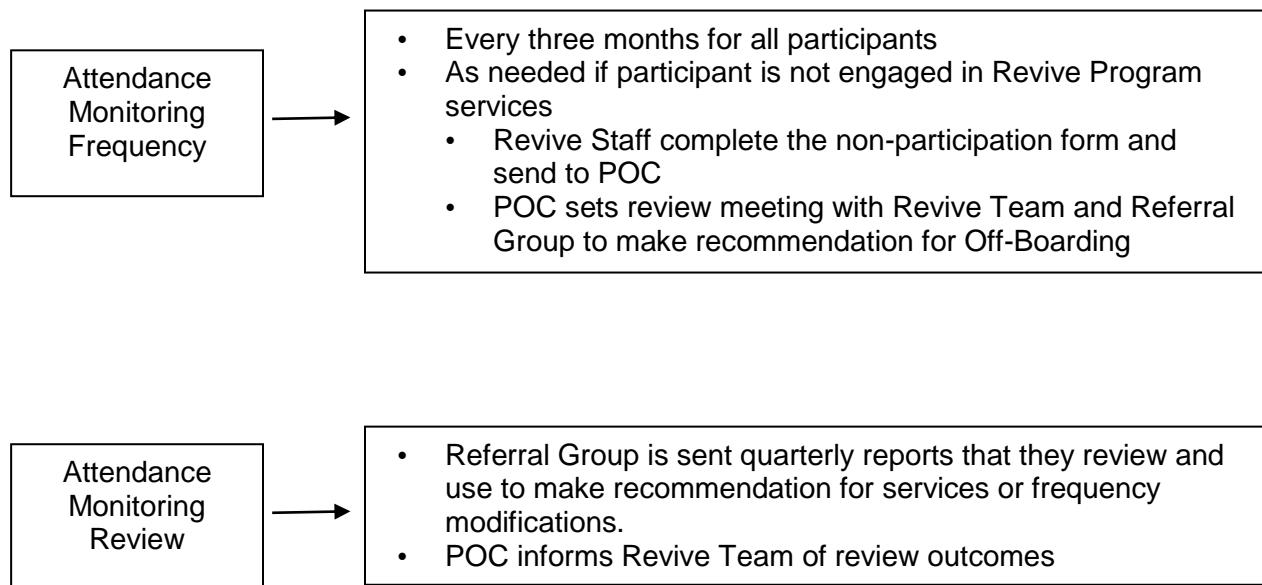 Attendance
Monitoring
Frequency
• Every three months for all participants
• As needed if participant is not engaged in Revive Program
services
• Revive Staff complete the non-participation form and
send to POC
• POC sets review meeting with Revive Team and Referral
Group to make recommendation for Off-Boarding
Attendance
Monitoring
Review
• Referral Group is sent quarterly reports that they review and
use to make recommendation for services or frequency
modifications.
• POC informs Revive Team of review outcomes